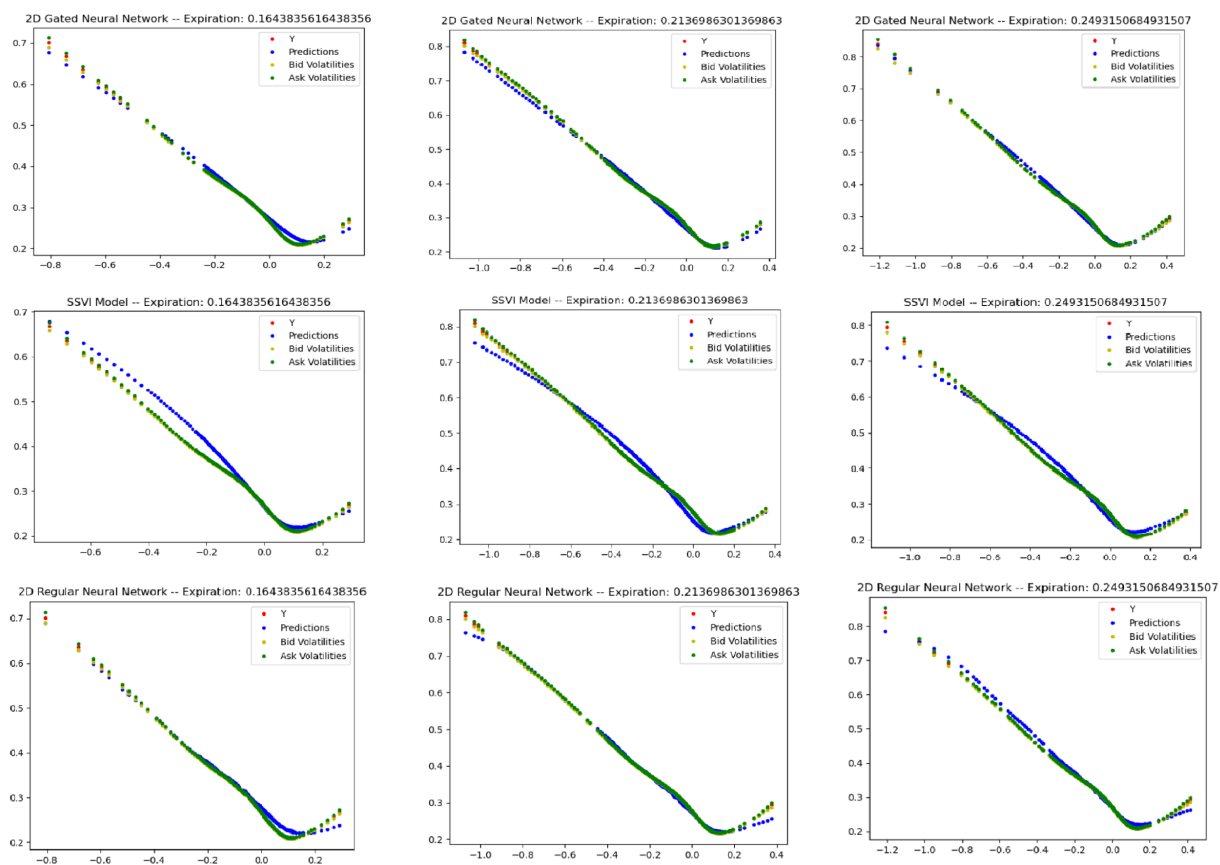 2D Gated Neural Network -- Expiration: 0.1643835616438356
0.7
0.6
0.5
0.4
0.3
0.2
−0.8 −0.6 −0.4 −0.2 0.0 0.2
Y
Predictions
Bid Volatilities
Ask Volatilities
2D Gated Neural Network -- Expiration: 0.2136986301369863
0.8
0.7
0.6
0.5
0.4
0.3
0.2
−1.0 −0.8 −0.6 −0.4 −0.2 0.0 0.2 0.4
Y
Predictions
Bid Volatilities
Ask Volatilities
2D Gated Neural Network -- Expiration: 0.2493150684931507
0.8
0.7
0.6
0.5
0.4
0.3
0.2
−1.2 −1.0 −0.8 −0.6 −0.4 −0.2 0.0 0.2 0.4
Y
Predictions
Bid Volatilities
Ask Volatilities
SSVI Model -- Expiration: 0.1643835616438356
0.7
0.6
0.5
0.4
0.3
0.2
−0.6 −0.4 −0.2 0.0 0.2
Y
Predictions
Bid Volatilities
Ask Volatilities
SSVI Model -- Expiration: 0.2136986301369863
0.8
0.7
0.6
0.5
0.4
0.3
0.2
−1.0 −0.8 −0.6 −0.4 −0.2 0.0 0.2 0.4
Y
Predictions
Bid Volatilities
Ask Volatilities
SSVI Model -- Expiration: 0.2493150684931507
0.8
0.7
0.6
0.5
0.4
0.3
0.2
−1.0 −0.8 −0.6 −0.4 −0.2 0.0 0.2 0.4
Y
Predictions
Bid Volatilities
Ask Volatilities
2D Regular Neural Network -- Expiration: 0.1643835616438356
0.7
0.6
0.5
0.4
0.3
0.2
−0.8 −0.6 −0.4 −0.2 0.0 0.2
Y
Predictions
Bid Volatilities
Ask Volatilities
2D Regular Neural Network -- Expiration: 0.2136986301369863
0.8
0.7
0.6
0.5
0.4
0.3
0.2
−1.0 −0.8 −0.6 −0.4 −0.2 0.0 0.2 0.4
Y
Predictions
Bid Volatilities
Ask Volatilities
2D Regular Neural Network -- Expiration: 0.2493150684931507
0.9
0.8
0.7
0.6
0.5
0.4
0.3
0.2
−1.2 −1.0 −0.8 −0.6 −0.4 −0.2 0.0 0.2 0.4
Y
Predictions
Bid Volatilities
Ask Volatilities